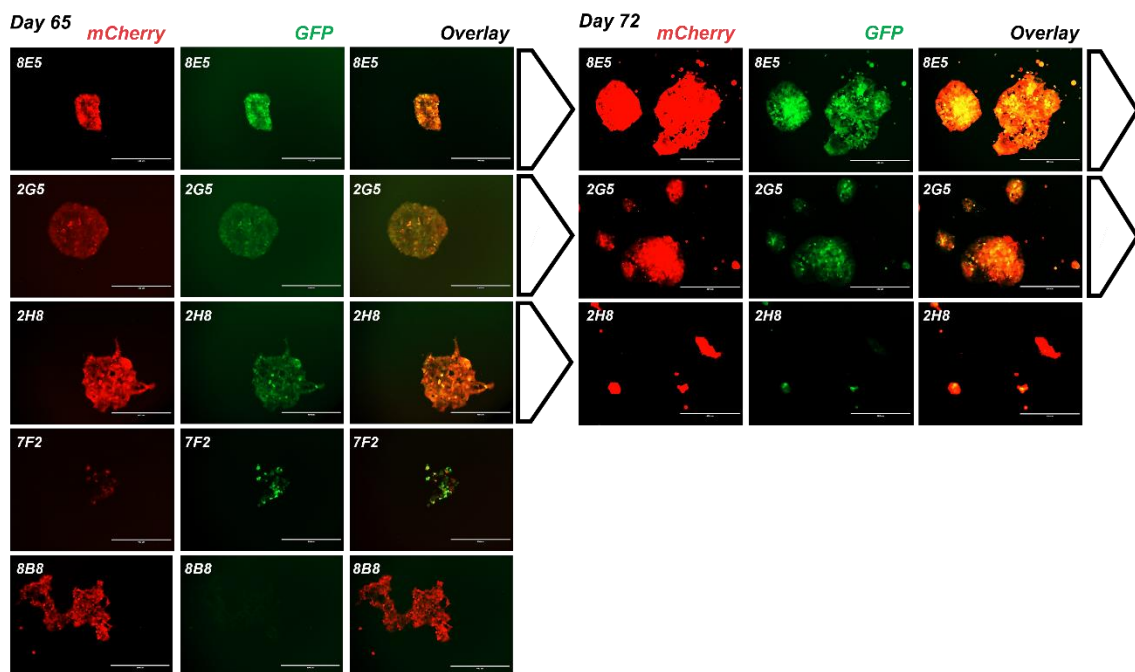 Day 65
mCherry GFP Overlay
8E5 8E5 8E5
2G5 2G5 2G5
2H8 2H8 2H8
7F2 7F2 7F2
8B8 8B8 8B8
Day 72
mCherry GFP Overlay
8E5 8E5 8E5
2G5 2G5 2G5
2H8 2H8 2H8